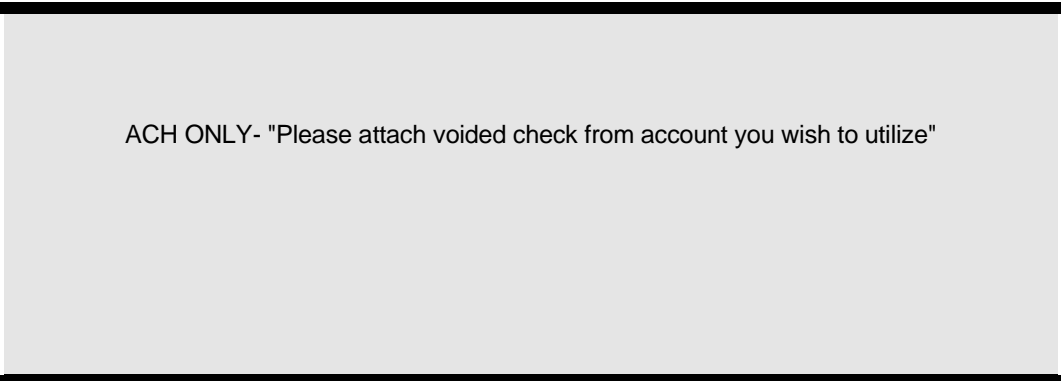 ACH ONLY- "Please attach voided check from account you wish to utilize"